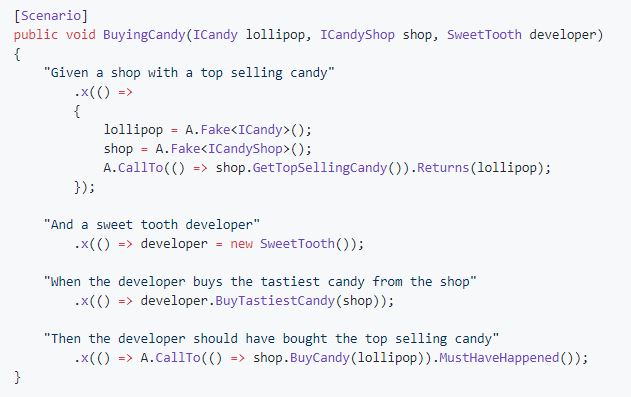 [Scenario]
public void BuyingCandy(ICandy lollipop, ICandyShop shop, SweetTooth developer)
{
    "Given a shop with a top selling candy"
        .x(() =>
        {
            lollipop = A.Fake<ICandy>();
            shop = A.Fake<ICandyShop>();
            A.CallTo(() => shop.GetTopSellingCandy()).Returns(lollipop);
        });

    "And a sweet tooth developer"
        .x(() => developer = new SweetTooth());

    "When the developer buys the tastiest candy from the shop"
        .x(() => developer.BuyTastiestCandy(shop));

    "Then the developer should have bought the top selling candy"
        .x(() => A.CallTo(() => shop.BuyCandy(lollipop)).MustHaveHappened());
}